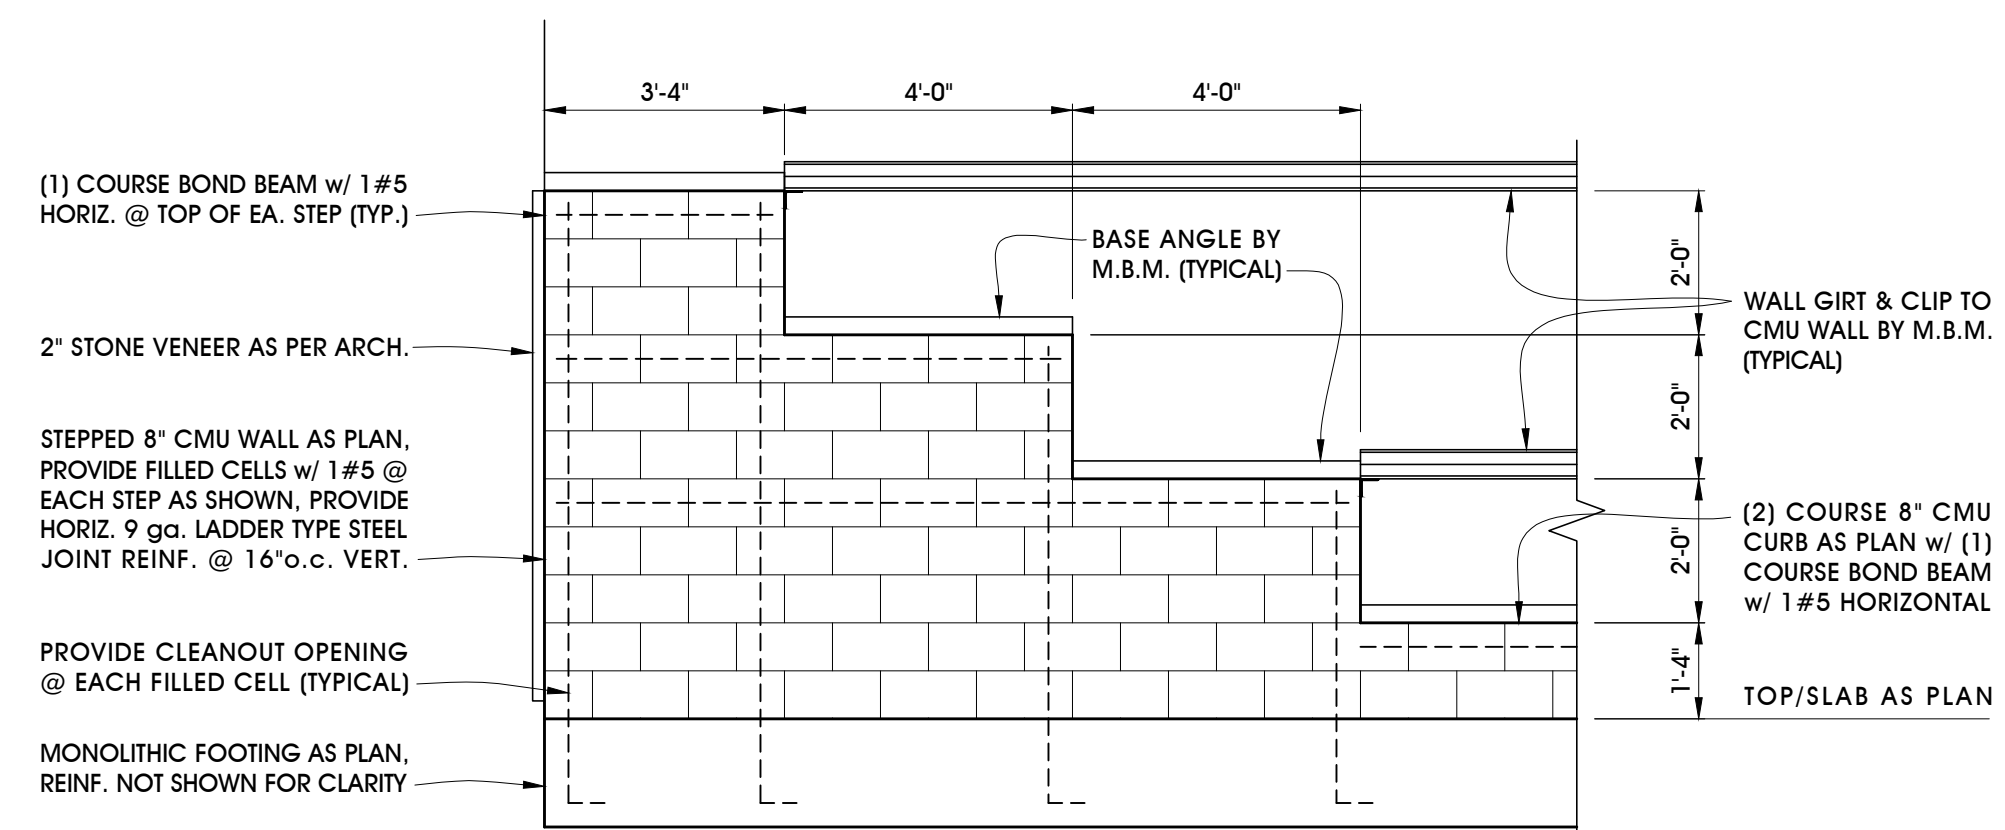 3'-4"
4'-0"
4'-0"
(1) COURSE BOND BEAM w/ 1#5
HORIZ. @ TOP OF EA. STEP (TYP.)
2" STONE VENEER AS PER ARCH.
STEPPED 8" CMU WALL AS PLAN,
PROVIDE FILLED CELLS w/ 1#5 @
EACH STEP AS SHOWN, PROVIDE
HORIZ. 9 ga. LADDER TYPE STEEL
JOINT REINF. @ 16"o.c. VERT.
PROVIDE CLEANOUT OPENING
@ EACH FILLED CELL (TYPICAL)
MONOLITHIC FOOTING AS PLAN,
REINF. NOT SHOWN FOR CLARITY
BASE ANGLE BY
M.B.M. (TYPICAL)
2'-0"
2'-0"
2'-0"
1'-4"
WALL GIRT & CLIP TO
CMU WALL BY M.B.M.
(TYPICAL)
(2) COURSE 8" CMU
CURB AS PLAN w/ (1)
COURSE BOND BEAM
w/ 1#5 HORIZONTAL
TOP/SLAB AS PLAN